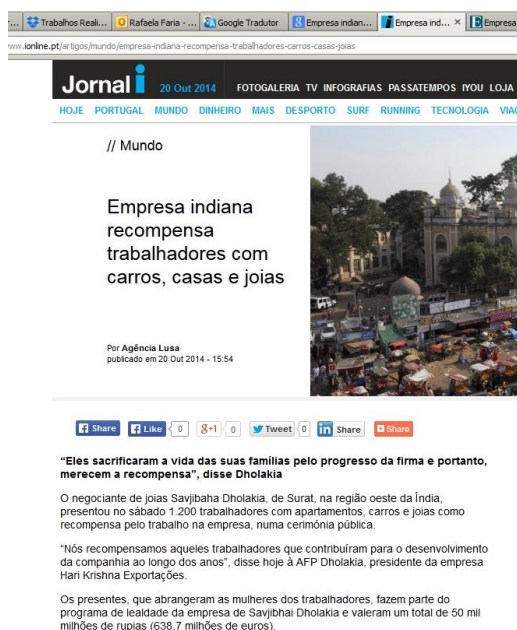 Trabalhos Reali...
Rafaela Faria - ...
Google Tradutor
Empresa indian...
Empresa ind... ×
Empresa
ww.ionline.pt/artigos/mundo/empresa-indiana-recompensa-trabalhadores-carros-casas-joias
Jornal i
20 Out 2014
FOTOGALERIA TV INFOGRAFIAS PASSATEMPOS IYOU LOJA
HOJE PORTUGAL MUNDO DINHEIRO MAIS DESPORTO SURF RUNNING TECNOLOGIA VIAG
// Mundo
Empresa indiana
recompensa
trabalhadores com
carros, casas e joias
Por Agência Lusa
publicado em 20 Out 2014 - 15:54
Share Like 0 g+1 0 Tweet 0 in Share Share
“Eles sacrificaram a vida das suas famílias pelo progresso da firma e portanto,
merecem a recompensa”, disse Dholakia
O negociante de joias Savjibaha Dholakia, de Surat, na região oeste da Índia,
presentou no sábado 1.200 trabalhadores com apartamentos, carros e joias como
recompensa pelo trabalho na empresa, numa cerimónia pública.
“Nós recompensamos aqueles trabalhadores que contribuíram para o desenvolvimento
da companhia ao longo dos anos”, disse hoje à AFP Dholakia, presidente da empresa
Hari Krishna Exportações.
Os presentes, que abrangeram as mulheres dos trabalhadores, fazem parte do
programa de lealdade da empresa de Savjibhai Dholakia e valeram um total de 50 mil
milhões de rupias (638,7 milhões de euros).